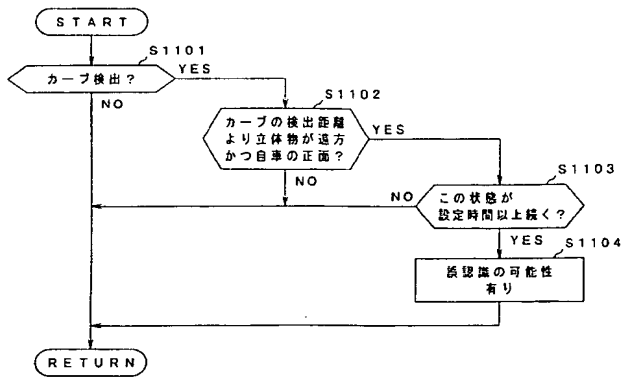 START
S1101
カーブ検出?
YES
NO
S1102
カーブの検出距離
より立体物が遠方
かつ自車の正面?
YES
NO
S1103
この状態が
設定時間以上続く?
NO
YES
S1104
誤認識の可能性
有り
RETURN